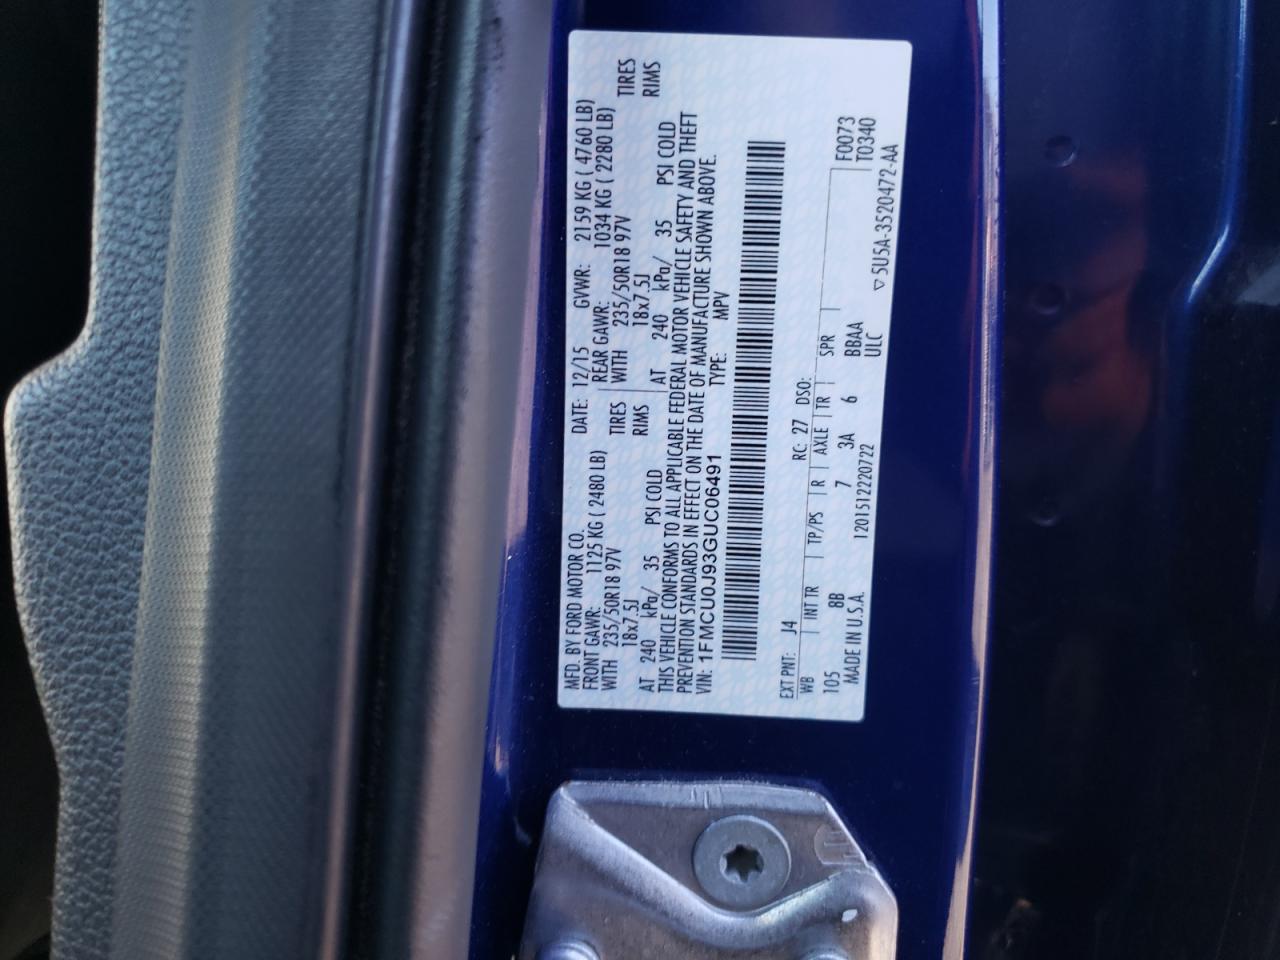 MFD. BY FORD MOTOR CO. DATE: 12/15 GVWR: 2159 KG ( 4760 LB)
FRONT GAWR: 1125 KG ( 2480 LB) REAR GAWR: 1034 KG ( 2280 LB)
WITH 235/50R18 97V TIRES WITH 235/50R18 97V TIRES
18x7.5J RIMS 18x7.5J RIMS
AT 240 kPa/ 35 PSI COLD AT 240 kPa/ 35 PSI COLD
THIS VEHICLE CONFORMS TO ALL APPLICABLE FEDERAL MOTOR VEHICLE SAFETY AND THEFT
PREVENTION STANDARDS IN EFFECT ON THE DATE OF MANUFACTURE SHOWN ABOVE.
VIN: 1FMCU0J93GUC06491 TYPE: MPV
EXT PNT: J4 RC: 27 DSO:
WB INT TR TP/PS R AXLE TR SPR F0073
105 8B 7 3A 6 BBAA T0340
MADE IN U.S.A. 1201512220722 ULC
▽ 5U5A-3520472-AA